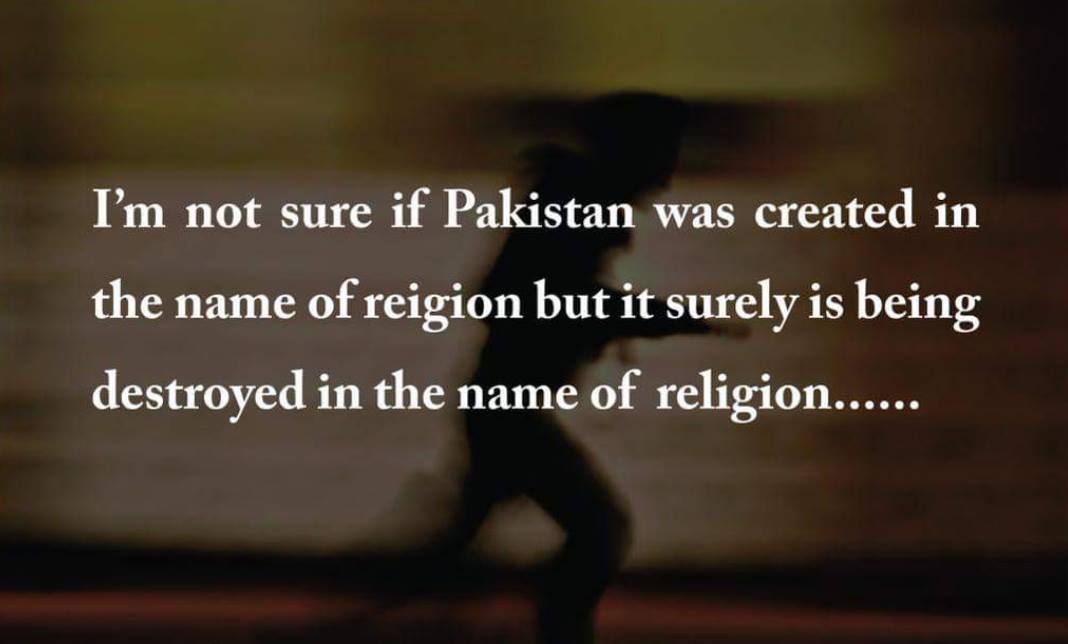 I'm not sure if Pakistan was created in
the name of reigion but it surely is being
destroyed in the name of religion......